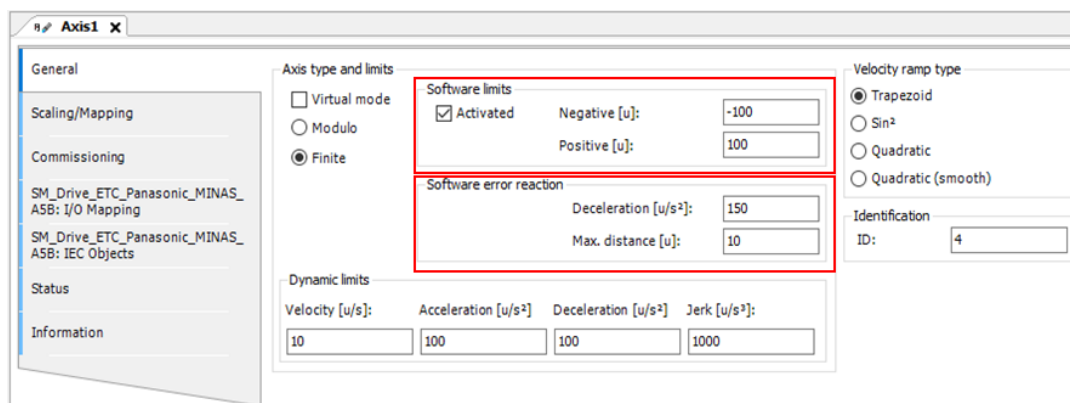 Axis1
General
Scaling/Mapping
Commissioning
SM_Drive_ETC_Panasonic_MINAS_
A5B: I/O Mapping
SM_Drive_ETC_Panasonic_MINAS_
A5B: IEC Objects
Status
Information
Axis type and limits
Virtual mode
Modulo
Finite
Software limits
Activated
Negative [u]: -100
Positive [u]: 100
Software error reaction
Deceleration [u/s²]: 150
Max. distance [u]: 10
Dynamic limits
Velocity [u/s]: Acceleration [u/s²] Deceleration [u/s²] Jerk [u/s³]:
10 100 100 1000
Velocity ramp type
Trapezoid
Sin²
Quadratic
Quadratic (smooth)
Identification
ID: 4